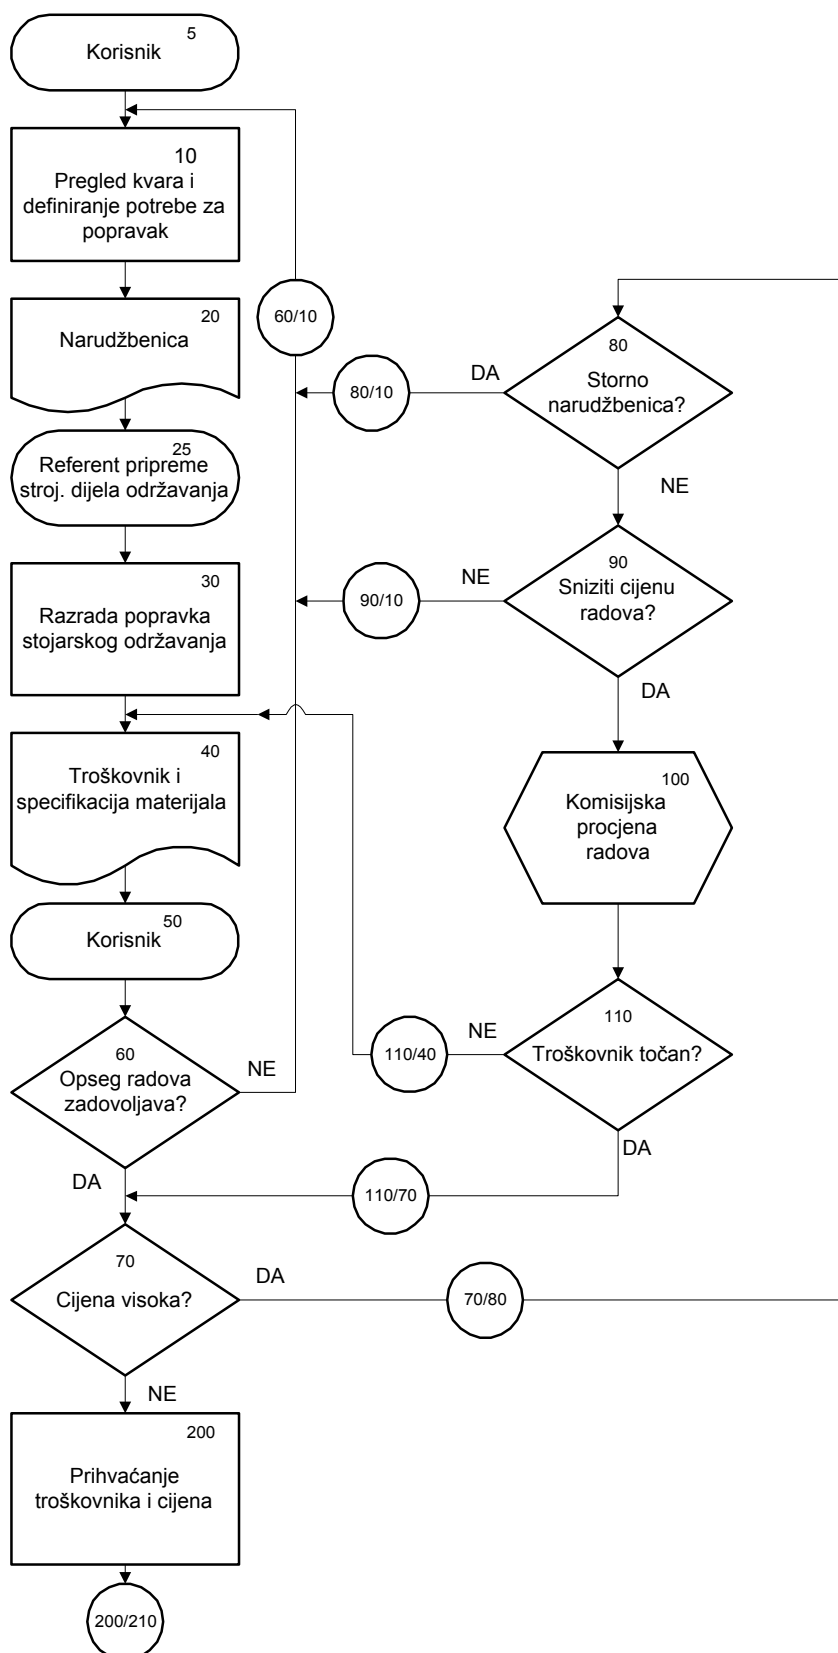 5
Korisnik
10
Pregled kvara i
definiranje potrebe za
popravak
20
Narudžbenica
25
Referent pripreme
stroj. dijela održavanja
30
Razrada popravka
stojarskog održavanja
40
Troškovnik i
specifikacija materijala
50
Korisnik
60
Opseg radova
zadovoljava?
NE
DA
70
Cijena visoka?
DA
NE
200
Prihvaćanje
troškovnika i cijena
200/210
60/10
80/10
DA
80
Storno
narudžbenica?
NE
90/10
NE
90
Sniziti cijenu
radova?
DA
100
Komisijska
procjena
radova
110/40
NE
110
Troškovnik točan?
DA
110/70
70/80